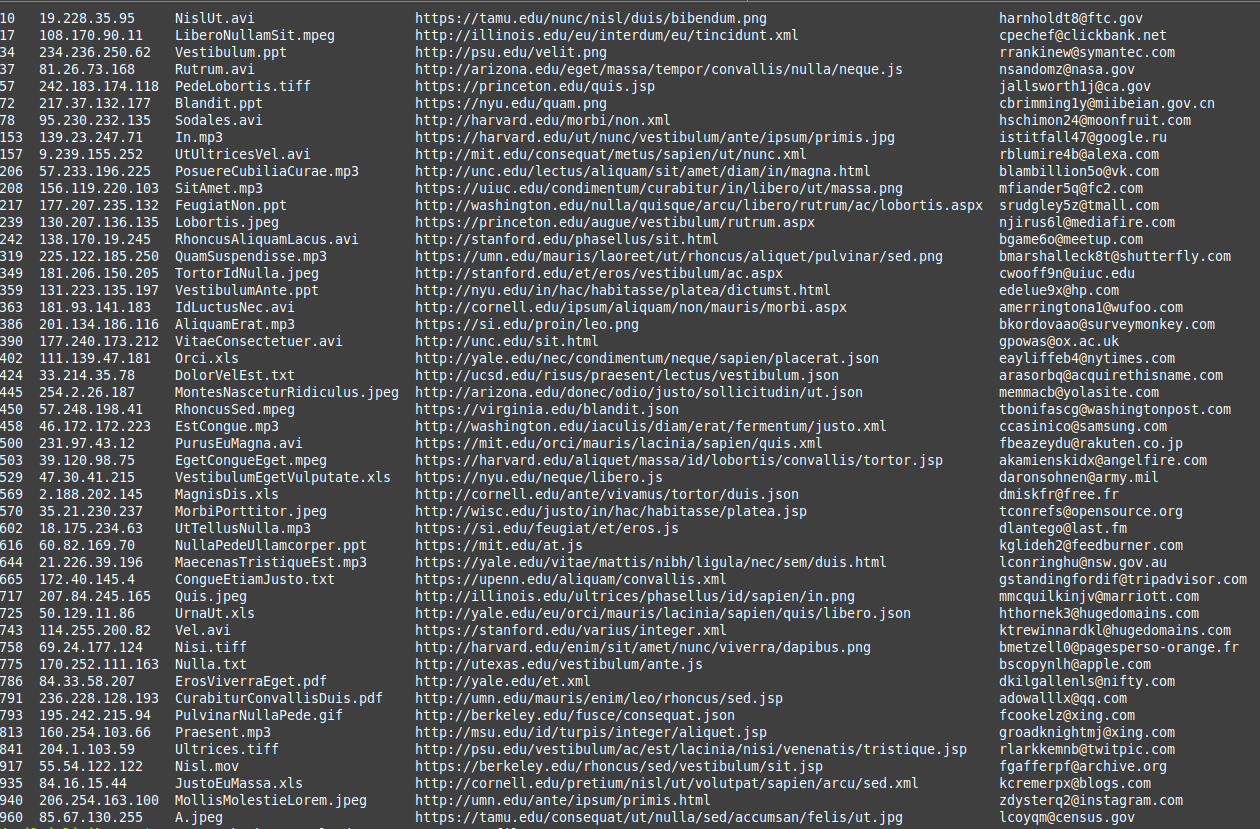 10 19.228.35.95 NislUt.avi https://tamu.edu/nunc/nisl/duis/bibendum.png harnholdt8@ftc.gov
17 108.170.90.11 LiberoNullamSit.mpeg http://illinois.edu/eu/interdum/eu/tincidunt.xml cpechef@clickbank.net
34 234.236.250.62 Vestibulum.ppt http://psu.edu/velit.png rrankinew@symantec.com
37 81.26.73.168 Rutrum.avi http://arizona.edu/eget/massa/tempor/convallis/nulla/neque.js nsandomz@nasa.gov
57 242.183.174.118 PedeLobortis.tiff https://princeton.edu/quis.jsp jallsworth1j@ca.gov
72 217.37.132.177 Blandit.ppt https://nyu.edu/quam.png cbrimming1y@miibeian.gov.cn
78 95.230.232.135 Sodales.avi http://harvard.edu/morbi/non.xml hschimon24@moonfruit.com
153 139.23.247.71 In.mp3 https://harvard.edu/ut/nunc/vestibulum/ante/ipsum/primis.jpg istitfall47@google.ru
157 9.239.155.252 UtUltricesVel.avi http://mit.edu/consequat/metus/sapien/ut/nunc.xml rblumire4b@alexa.com
206 57.233.196.225 PosuereCubiliaCurae.mp3 http://unc.edu/lectus/aliquam/sit/amet/diam/in/magna.html blambillion5o@vk.com
208 156.119.220.103 SitAmet.mp3 https://uiuc.edu/condimentum/curabitur/in/libero/ut/massa.png mfiander5q@fc2.com
217 177.207.235.132 FeugiatNon.ppt http://washington.edu/nulla/quisque/arcu/libero/rutrum/ac/lobortis.aspx srudgley5z@tmall.com
239 130.207.136.135 Lobortis.jpeg https://princeton.edu/augue/vestibulum/rutrum.aspx njirus6l@mediafire.com
242 138.170.19.245 RhoncusAliquamLacus.avi http://stanford.edu/phasellus/sit.html bgame6o@meetup.com
319 225.122.185.250 QuamSuspendisse.mp3 https://umn.edu/mauris/laoreet/ut/rhoncus/aliquet/pulvinar/sed.png bmarshalleck8t@shutterfly.com
349 181.206.150.205 TortorIdNulla.jpeg http://stanford.edu/et/eros/vestibulum/ac.aspx cwooff9n@uiuc.edu
359 131.223.135.197 VestibulumAnte.ppt http://nyu.edu/in/hac/habitasse/platea/dictumst.html edelue9x@hp.com
363 181.93.141.183 IdLuctusNec.avi http://cornell.edu/ipsum/aliquam/non/mauris/morbi.aspx amerringtona1@wufoo.com
386 201.134.186.116 AliquamErat.mp3 https://si.edu/proin/leo.png bkordovaao@surveymonkey.com
390 177.240.173.212 VitaeConsectetuer.avi http://unc.edu/sit.html gpowas@ox.ac.uk
402 111.139.47.181 Orci.xls http://yale.edu/nec/condimentum/neque/sapien/placerat.json eayliffeb4@nytimes.com
424 33.214.35.78 DolorVelEst.txt http://ucsd.edu/risus/praesent/lectus/vestibulum.json arasorbq@acquirethisname.com
445 254.2.26.187 MontesNasceturRidiculus.jpeg http://arizona.edu/donec/odio/justo/sollicitudin/ut.json memmacb@yolasite.com
450 57.248.198.41 RhoncusSed.mpeg https://virginia.edu/blandit.json tbonifascg@washingtonpost.com
458 46.172.172.223 EstCongue.mp3 http://washington.edu/iaculis/diam/erat/fermentum/justo.xml ccasinico@samsung.com
500 231.97.43.12 PurusEuMagna.avi https://mit.edu/orci/mauris/lacinia/sapien/quis.xml fbeazeydu@rakuten.co.jp
503 39.120.98.75 EgetCongueEget.mpeg https://harvard.edu/aliquet/massa/id/lobortis/convallis/tortor.jsp akamienskidx@angelfire.com
529 47.30.41.215 VestibulumEgetVulputate.xls https://nyu.edu/neque/libero.js daronsohnen@army.mil
569 2.188.202.145 MagnisDis.xls http://cornell.edu/ante/vivamus/tortor/duis.json dmiskfr@free.fr
570 35.21.230.237 MorbiPorttitor.jpeg http://wisc.edu/justo/in/hac/habitasse/platea.jsp tconrefs@opensource.org
602 18.175.234.63 UtTellusNulla.mp3 https://si.edu/feugiat/et/eros.js dlantego@last.fm
616 60.82.169.70 NullaPedeUllamcorper.ppt https://mit.edu/at.js kglideh2@feedburner.com
644 21.226.39.196 MaecenasTristiqueEst.mp3 https://yale.edu/vitae/mattis/nibh/ligula/nec/sem/duis.html lconringhu@nsw.gov.au
665 172.40.145.4 CongueEtiamJusto.txt https://upenn.edu/aliquam/convallis.xml gstandingfordif@tripadvisor.com
717 207.84.245.165 Quis.jpeg http://illinois.edu/ultrices/phasellus/id/sapien/in.png mmcquilkinjv@marriott.com
725 50.129.11.86 UrnaUt.xls http://yale.edu/eu/orci/mauris/lacinia/sapien/quis/libero.json hthornek3@hugedomains.com
743 114.255.200.82 Vel.avi https://stanford.edu/varius/integer.xml ktrewinnardkl@hugedomains.com
758 69.24.177.124 Nisi.tiff http://harvard.edu/enim/sit/amet/nunc/viverra/dapibus.png bmetzell0@pagesperso-orange.fr
775 170.252.111.163 Nulla.txt http://utexas.edu/vestibulum/ante.js bscopynlh@apple.com
786 84.33.58.207 ErosViverraEget.pdf http://yale.edu/et.xml dkilgallenls@nifty.com
791 236.228.128.193 CurabiturConvallisDuis.pdf http://umn.edu/mauris/enim/leo/rhoncus/sed.jsp adowalllx@qq.com
793 195.242.215.94 PulvinarNullaPede.gif http://berkeley.edu/fusce/consequat.json fcookelz@xing.com
813 160.254.103.66 Praesent.mp3 http://msu.edu/id/turpis/integer/aliquet.jsp groadknightmj@xing.com
841 204.1.103.59 Ultrices.tiff http://psu.edu/vestibulum/ac/est/lacinia/nisi/venenatis/tristique.jsp rlarkkemnb@twitpic.com
917 55.54.122.122 Nisl.mov https://berkeley.edu/rhoncus/sed/vestibulum/sit.jsp fgafferpf@archive.org
935 84.16.15.44 JustoEuMassa.xls http://cornell.edu/pretium/nisl/ut/volutpat/sapien/arcu/sed.xml kcremerpx@blogs.com
940 206.254.163.100 MollisMolestieLorem.jpeg http://umn.edu/ante/ipsum/primis.html zdysterq2@instagram.com
960 85.67.130.255 A.jpeg http://tamu.edu/consequat/ut/nulla/sed/accumsan/felis/ut.jpg lcoyqm@census.gov